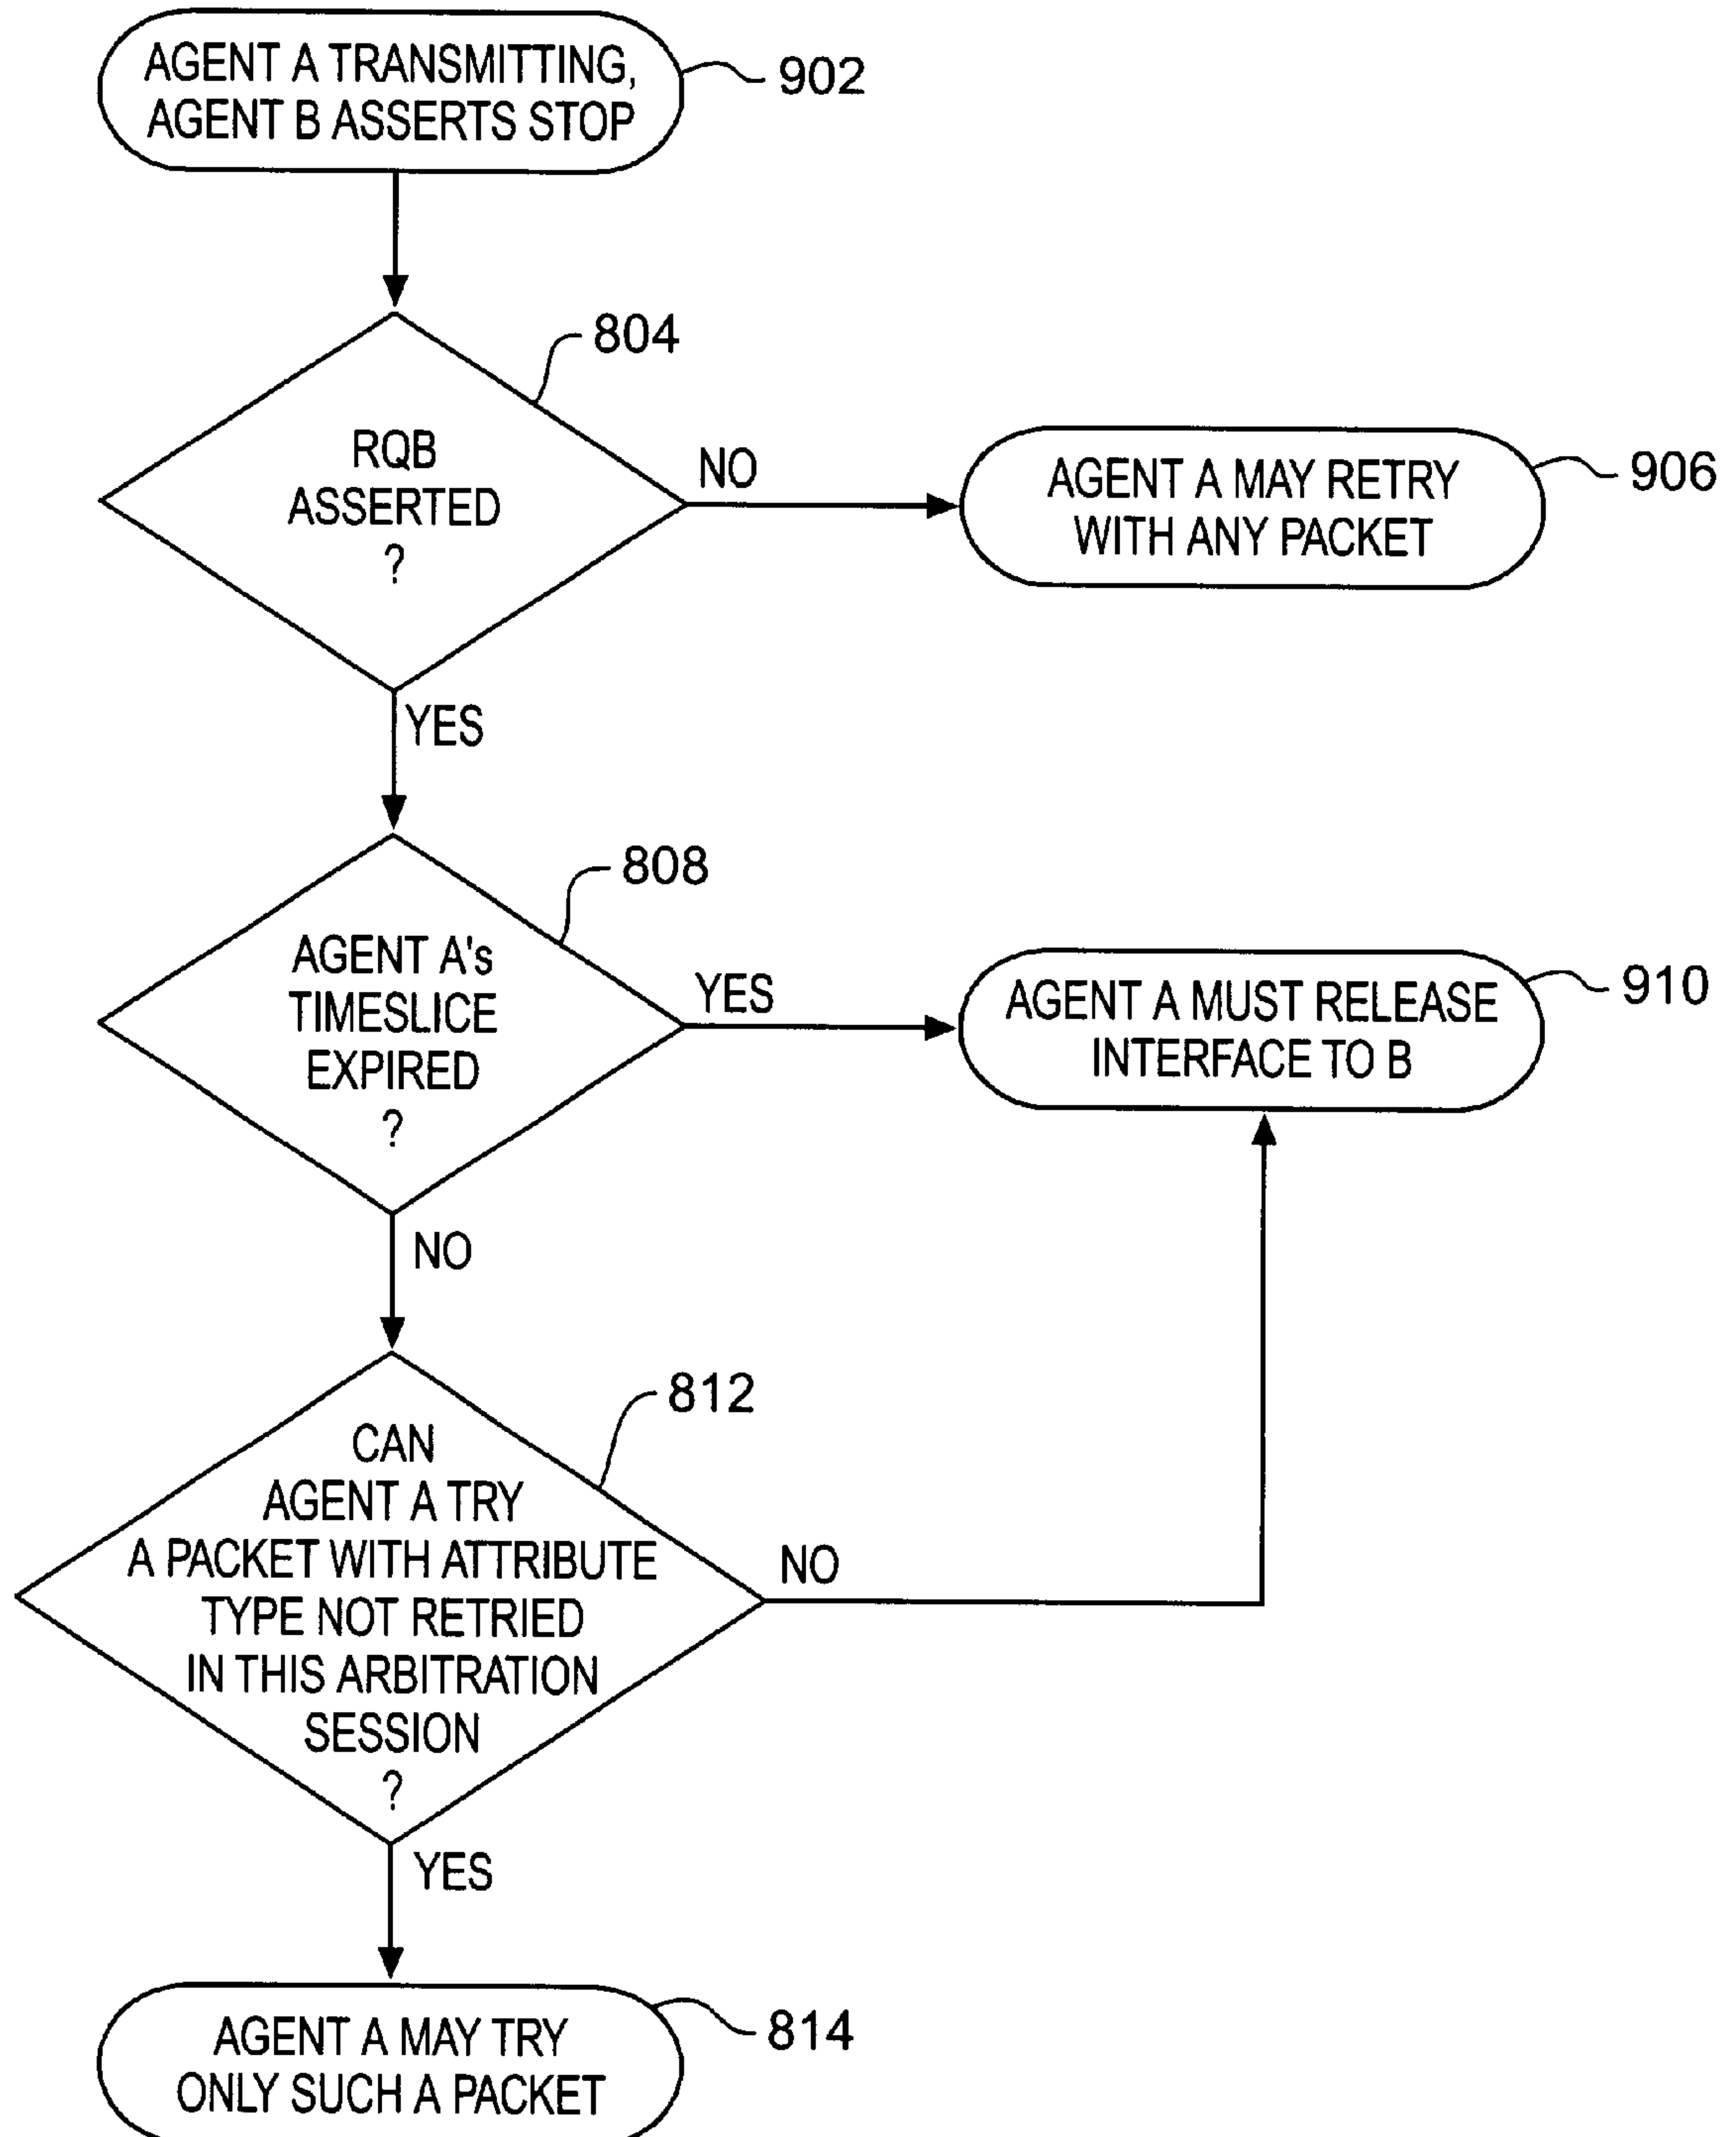 AGENT A TRANSMITTING,
AGENT B ASSERTS STOP
902
804
RQB
ASSERTED
?
NO
AGENT A MAY RETRY
WITH ANY PACKET
906
YES
808
AGENT A's
TIMESLICE
EXPIRED
?
YES
AGENT A MUST RELEASE
INTERFACE TO B
910
NO
812
CAN
AGENT A TRY
A PACKET WITH ATTRIBUTE
TYPE NOT RETRIED
IN THIS ARBITRATION
SESSION
?
NO
YES
AGENT A MAY TRY
ONLY SUCH A PACKET
814